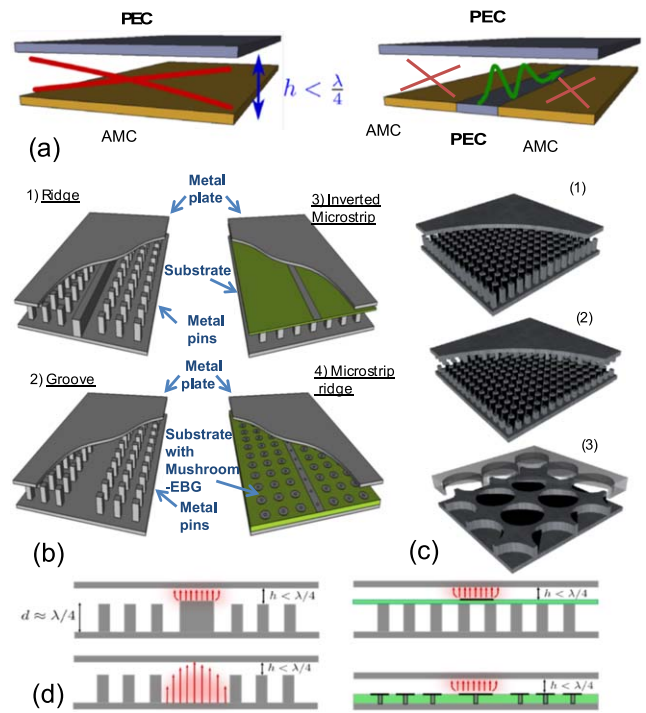 PEC
PEC
h < λ/4
AMC
AMC
PEC
AMC
(a)
1) Ridge
Metal
plate
3) Inverted
Microstrip
Substrate
Metal
pins
(1)
2) Groove
Metal
plate
4) Microstrip
ridge
Substrate
with
Mushroom
-EBG
Metal
pins
(2)
(3)
(b)
(c)
h < λ/4
d ≈ λ/4
h < λ/4
h < λ/4
h < λ/4
(d)